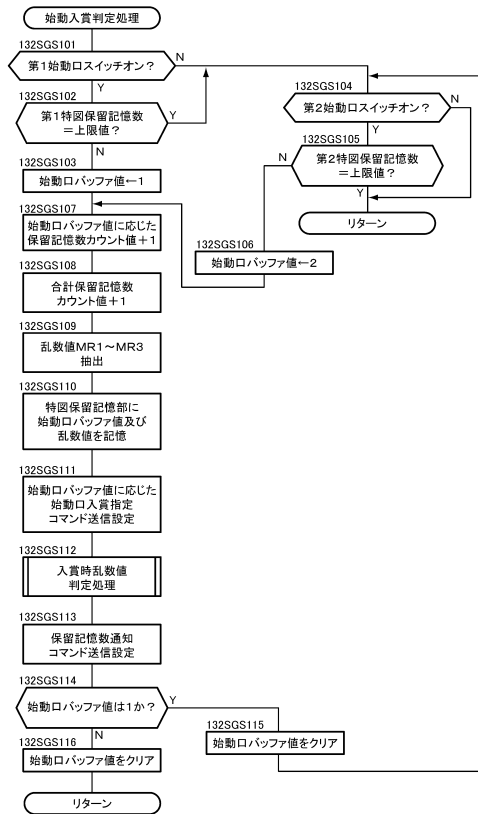 始動入賞判定処理
132SGS101
第1始動口スイッチオン？
N
Y
132SGS102
第1特図保留記憶数
＝上限値？
Y
N
132SGS103
始動口バッファ値←1
132SGS104
第2始動口スイッチオン？
N
Y
132SGS105
第2特図保留記憶数
＝上限値？
N
Y
リターン
132SGS106
始動口バッファ値←2
132SGS107
始動口バッファ値に応じた
保留記憶数カウント値＋1
132SGS108
合計保留記憶数
カウント値＋1
132SGS109
乱数値MR1～MR3
抽出
132SGS110
特図保留記憶部に
始動口バッファ値及び
乱数値を記憶
132SGS111
始動口バッファ値に応じた
始動口入賞指定
コマンド送信設定
132SGS112
入賞時乱数値
判定処理
132SGS113
保留記憶数通知
コマンド送信設定
132SGS114
始動口バッファ値は1か？
Y
N
132SGS115
始動口バッファ値をクリア
132SGS116
始動口バッファ値をクリア
リターン